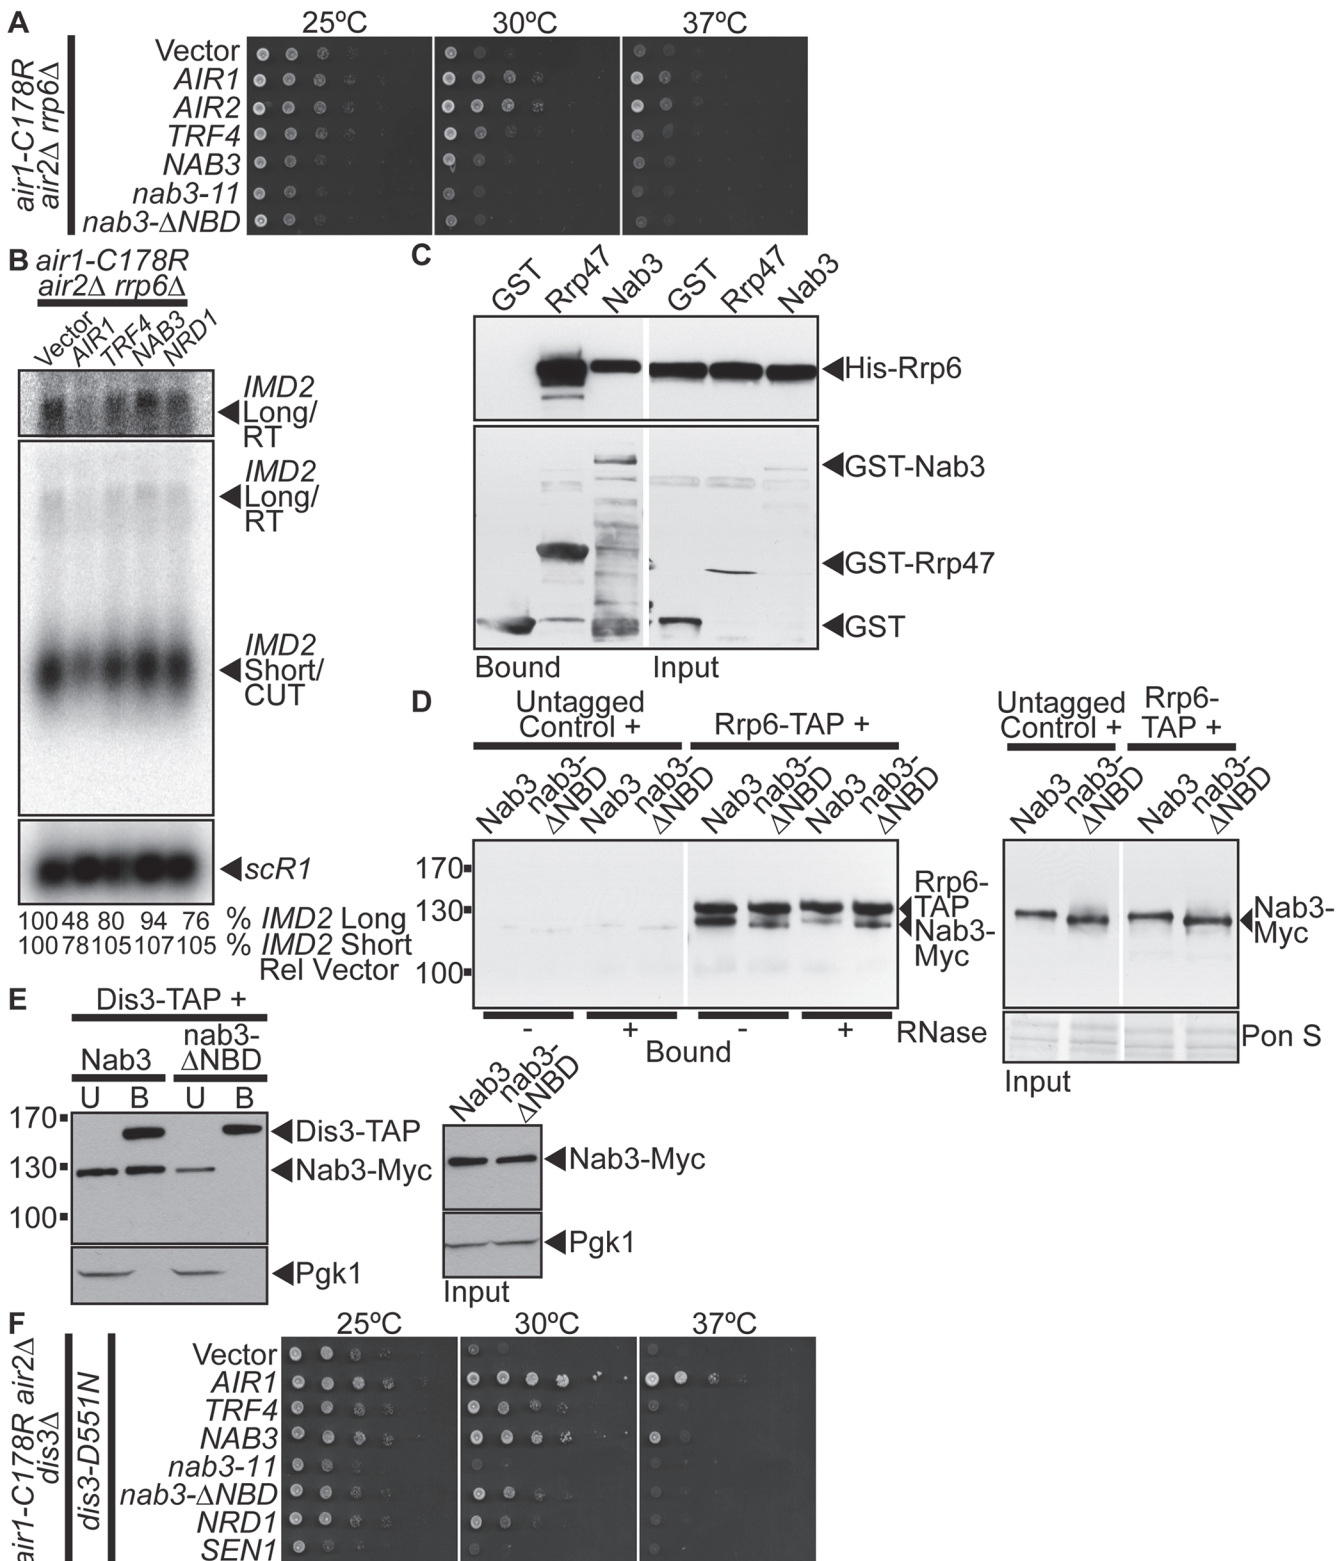 A
25ºC 30ºC 37ºC
air1-C178R
air2Δ rrp6Δ
Vector
AIR1
AIR2
TRF4
NAB3
nab3-11
nab3-ΔNBD
B
air1-C178R
air2Δ rrp6Δ
Vector AIR1 TRF4 NAB3 NRD1
IMD2
Long/
RT
IMD2
Long/
RT
IMD2
Short/
CUT
scR1
100 48 80 94 76 % IMD2 Long
100 78 105 107 105 % IMD2 Short
Rel Vector
C
GST Rrp47 Nab3 GST Rrp47 Nab3
His-Rrp6
GST-Nab3
GST-Rrp47
GST
Bound Input
D
Untagged
Control +
Rrp6-TAP +
Nab3 nab3-ΔNBD Nab3 nab3-ΔNBD Nab3 nab3-ΔNBD Nab3 nab3-ΔNBD
170
130
100
Rrp6-
TAP
Nab3-
Myc
- + - + RNase
Bound
Untagged
Control +
Rrp6-
TAP +
Nab3 nab3-ΔNBD Nab3 nab3-ΔNBD
Nab3-
Myc
Pon S
Input
E
Dis3-TAP +
Nab3 nab3-ΔNBD
U B U B
170
130
100
Dis3-TAP
Nab3-Myc
Pgk1
Nab3 nab3-ΔNBD
Nab3-Myc
Pgk1
Input
F
25ºC 30ºC 37ºC
air1-C178R air2Δ
dis3Δ
dis3-D551N
Vector
AIR1
TRF4
NAB3
nab3-11
nab3-ΔNBD
NRD1
SEN1